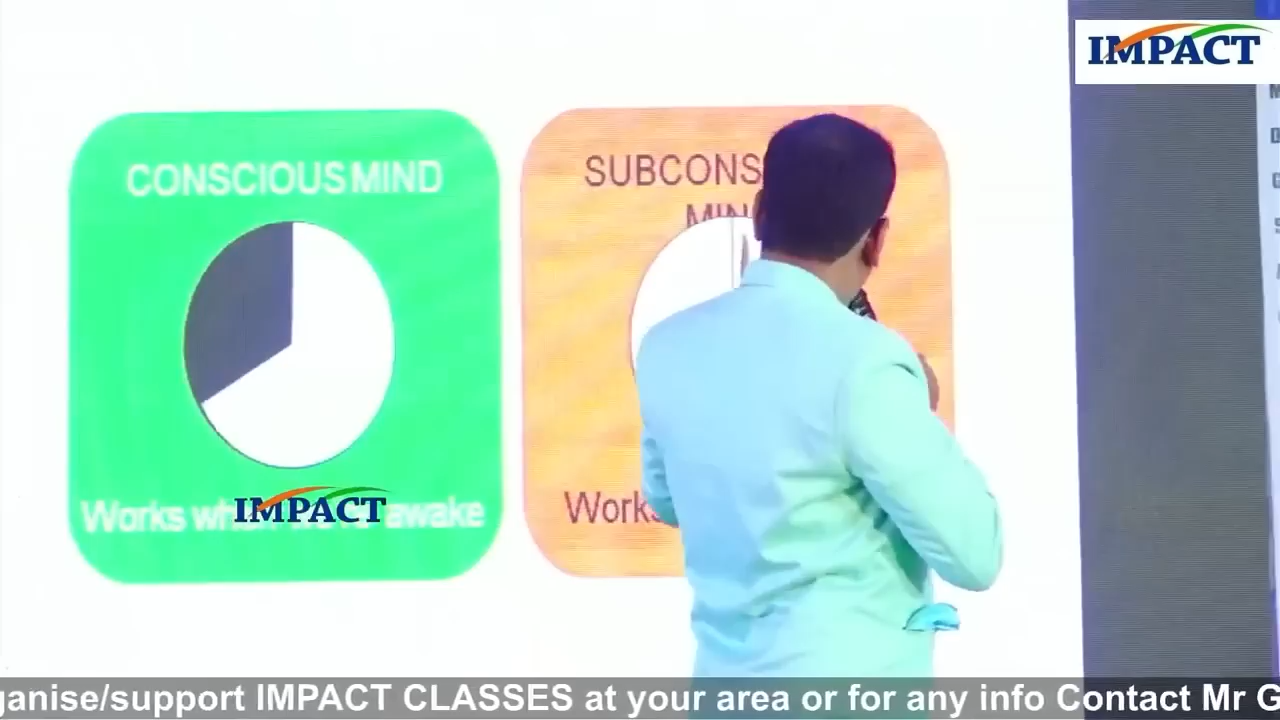 IMPACT
CONSCIOUS MIND
SUBCONS
MIN
Works wh
awake
IMPACT
Works
ganise/support IMPACT CLASSES at your area or for any info Contact Mr G